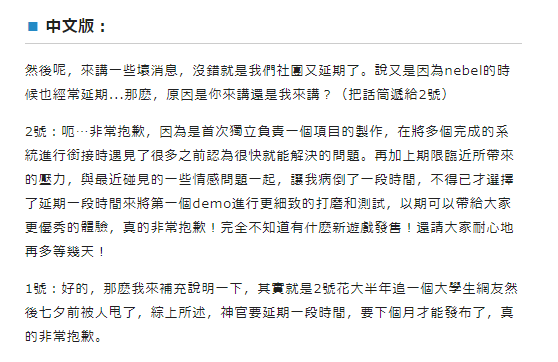 中文版：
然後呢，來講一些壞消息，沒錯就是我們社團又延期了。說又是因為nebel的時
候也經常延期...那麽，原因是你來講還是我來講？（把話筒遞給2號）
2號：呃…非常抱歉，因為是首次獨立負責一個項目的製作，在將多個完成的系
統進行銜接時遇見了很多之前認為很快就能解決的問題。再加上期限臨近所帶來
的壓力，與最近碰見的一些情感問題一起，讓我病倒了一段時間，不得已才選擇
了延期一段時間來將第一個demo進行更細致的打磨和測試，以期可以帶給大家
更優秀的體驗，真的非常抱歉！完全不知道有什麽新遊戲發售！還請大家耐心地
再多等幾天！
1號：好的，那麽我來補充說明一下，其實就是2號花大半年追一個大學生網友然
後七夕前被人甩了，綜上所述，神官要延期一段時間，要下個月才能發布了，真
的非常抱歉。